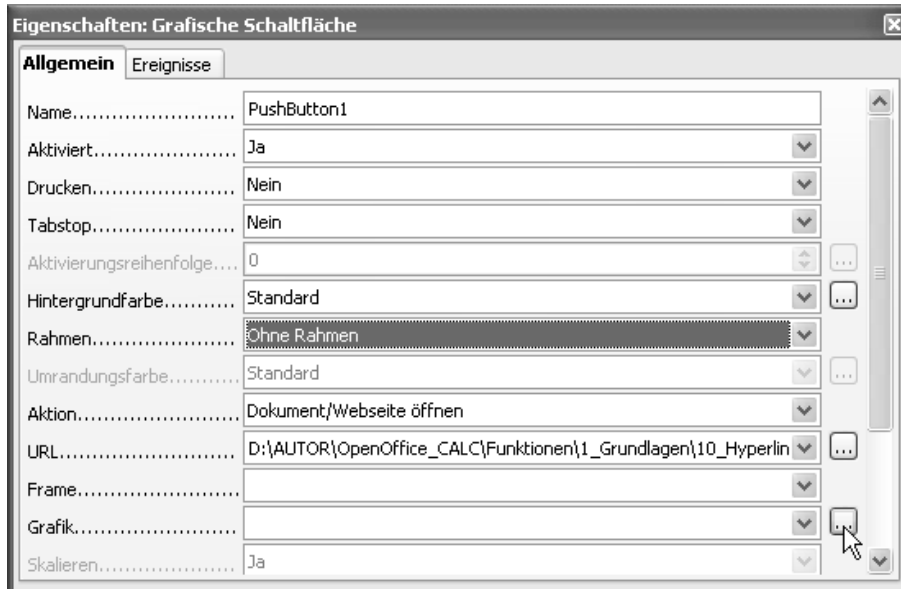 Eigenschaften: Grafische Schaltfläche
Allgemein Ereignisse
Name........................ PushButton1
Aktiviert...................... Ja
Drucken...................... Nein
Tabstop...................... Nein
Aktivierungsreihenfolge.... 0 ...
Hintergrundfarbe........... Standard ...
Rahmen...................... Ohne Rahmen
Umrandungsfarbe........... Standard ...
Aktion........................ Dokument/Webseite öffnen
URL........................... D:\AUTOR\OpenOffice_CALC\Funktionen\1_Grundlagen\10_Hyperlin ...
Frame........................
Grafik........................ ...
Skalieren..................... Ja